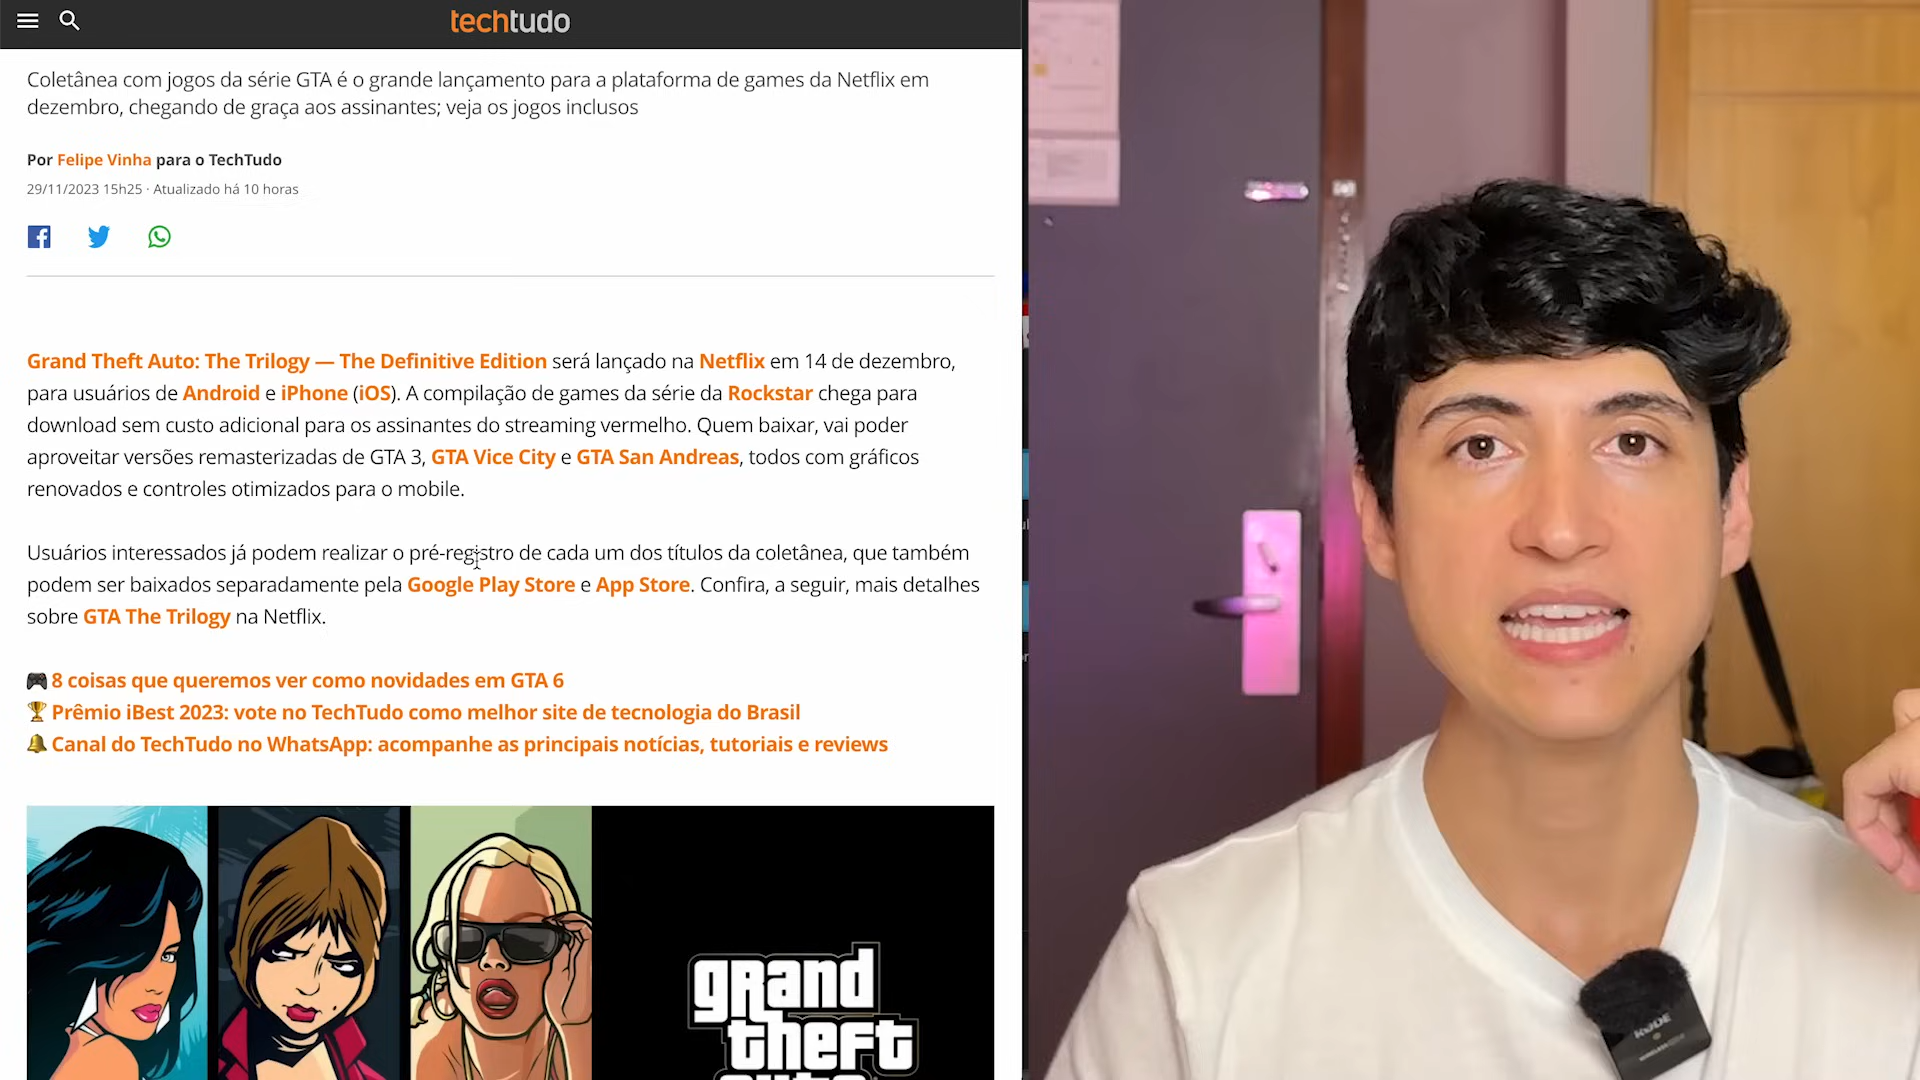 techtudo
Coletânea com jogos da série GTA é o grande lançamento para a plataforma de games da Netflix em
dezembro, chegando de graça aos assinantes; veja os jogos inclusos
Por Felipe Vinha para o TechTudo
29/11/2023 15h25 · Atualizado há 10 horas
Grand Theft Auto: The Trilogy — The Definitive Edition será lançado na Netflix em 14 de dezembro,
para usuários de Android e iPhone (iOS). A compilação de games da série da Rockstar chega para
download sem custo adicional para os assinantes do streaming vermelho. Quem baixar, vai poder
aproveitar versões remasterizadas de GTA 3, GTA Vice City e GTA San Andreas, todos com gráficos
renovados e controles otimizados para o mobile.
Usuários interessados já podem realizar o pré-registro de cada um dos títulos da coletânea, que também
podem ser baixados separadamente pela Google Play Store e App Store. Confira, a seguir, mais detalhes
sobre GTA The Trilogy na Netflix.
🎮 8 coisas que queremos ver como novidades em GTA 6
🏆 Prêmio iBest 2023: vote no TechTudo como melhor site de tecnologia do Brasil
🔔 Canal do TechTudo no WhatsApp: acompanhe as principais notícias, tutoriais e reviews
grand
theft
auto
RØDE